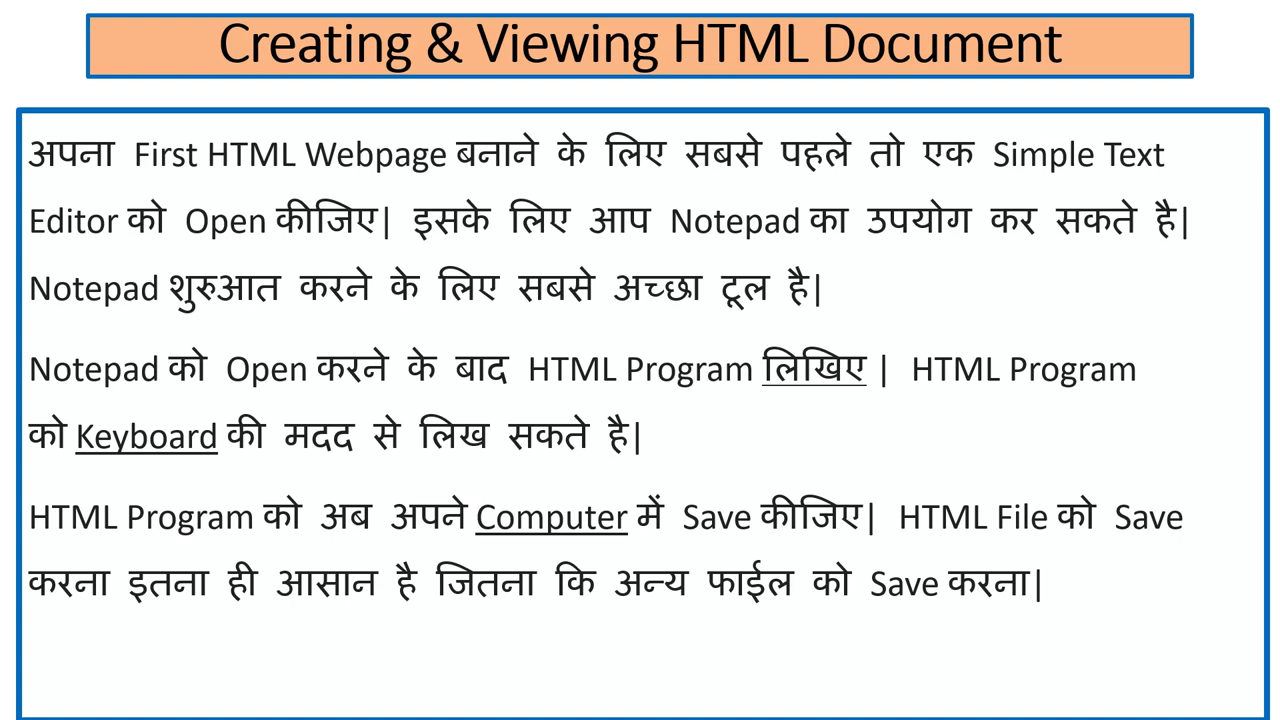 Creating & Viewing HTML Document
अपना First HTML Webpage बनाने के लिए सबसे पहले तो एक Simple Text
Editor को Open कीजिए| इसके लिए आप Notepad का उपयोग कर सकते है|
Notepad शुरुआत करने के लिए सबसे अच्छा टूल है|
Notepad को Open करने के बाद HTML Program लिखिए | HTML Program
को Keyboard की मदद से लिख सकते है|
HTML Program को अब अपने Computer में Save कीजिए| HTML File को Save
करना इतना ही आसान है जितना कि अन्य फाईल को Save करना|